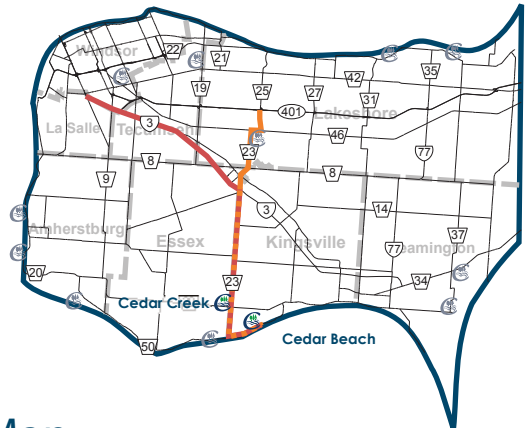 Windsor
22
21
35
42
19
25
27
31
401
Lakeshore
La Salle
Tecumseh
3
46
23
77
8
8
9
3
14
Amherstburg
Essex
Kingsville
37
77
Leamington
20
23
34
Cedar Creek
Cedar Beach
50